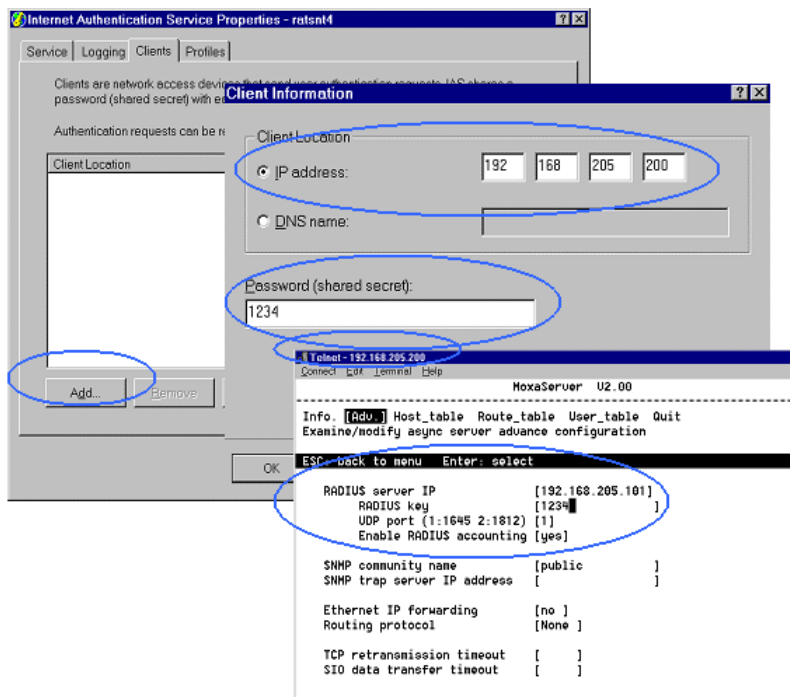 Internet Authentication Service Properties - ratsnt4
Service Logging Clients Profiles
Clients are network access devices that send user authentication requests. IAS shares a
password (shared secret) with
Authentication requests can be
Client Location
Add...
Remove
OK
Client Information
Client Location
IP address: 192 168 205 200
DNS name:
Password (shared secret):
1234
Telnet - 192.168.205.200
Connect Edit Terminal Help
MoxaServer V2.00
Info. [Adv.] Host_table Route_table User_table Quit
Examine/modify async server advance configuration
ESC: back to menu Enter: select
RADIUS server IP [192.168.205.101]
RADIUS key [1234 ]
UDP port (1:1645 2:1812) [1]
Enable RADIUS accounting [yes]
SNMP community name [public ]
SNMP trap server IP address [ ]
Ethernet IP forwarding [no ]
Routing protocol [None ]
TCP retransmission timeout [ ]
SIO data transfer timeout [ ]